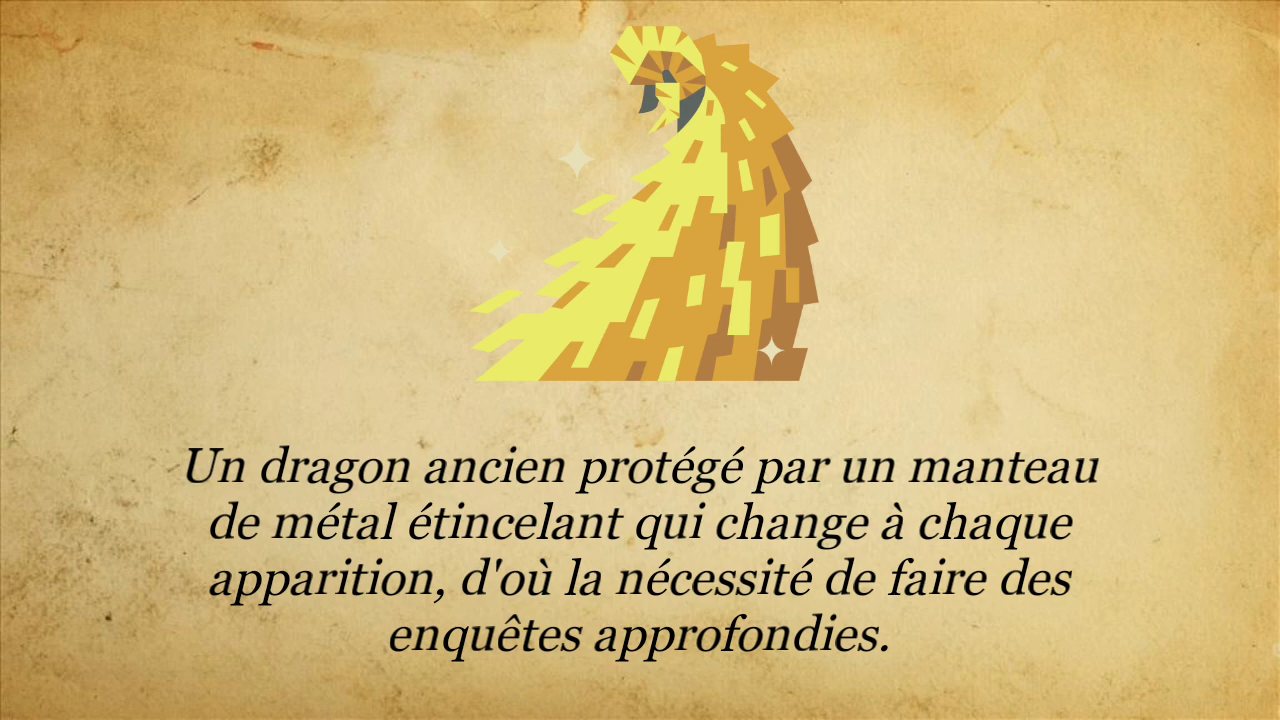 Un dragon ancien protégé par un manteau
de métal étincelant qui change à chaque
apparition, d'où la nécessité de faire des
enquêtes approfondies.